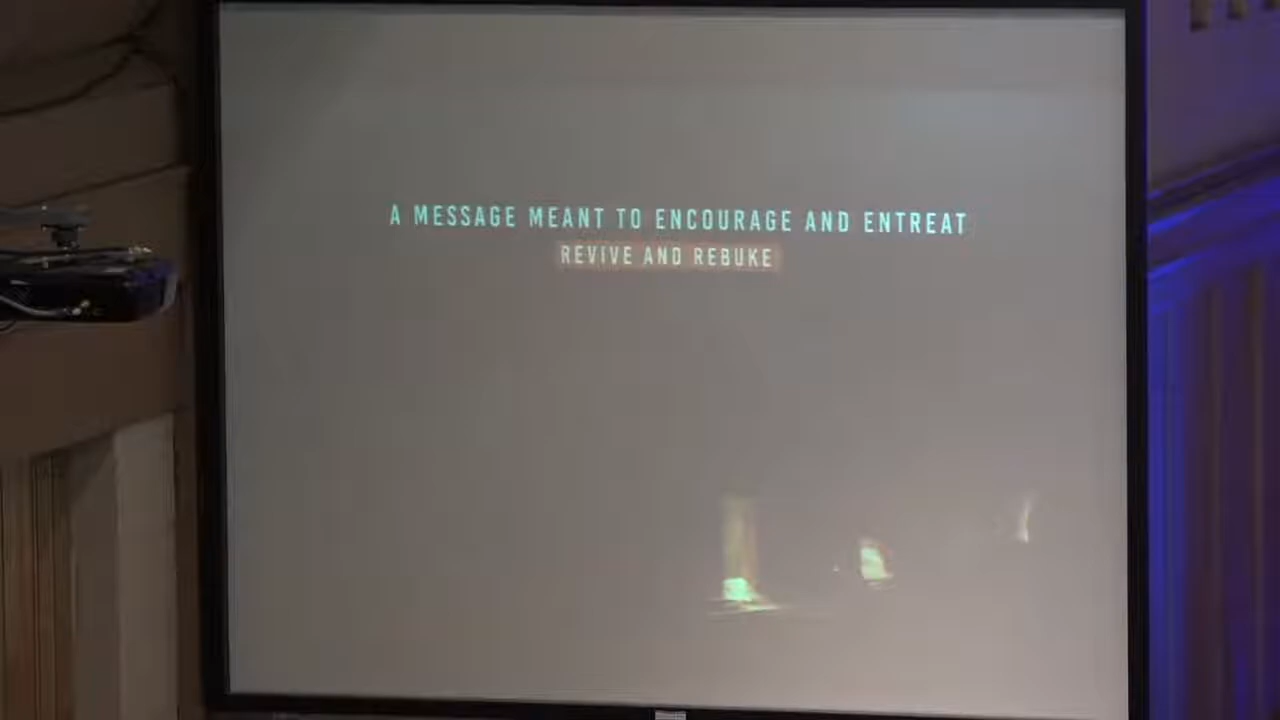 A MESSAGE MEANT TO ENCOURAGE AND ENTREAT
REVIVE AND REBUKE